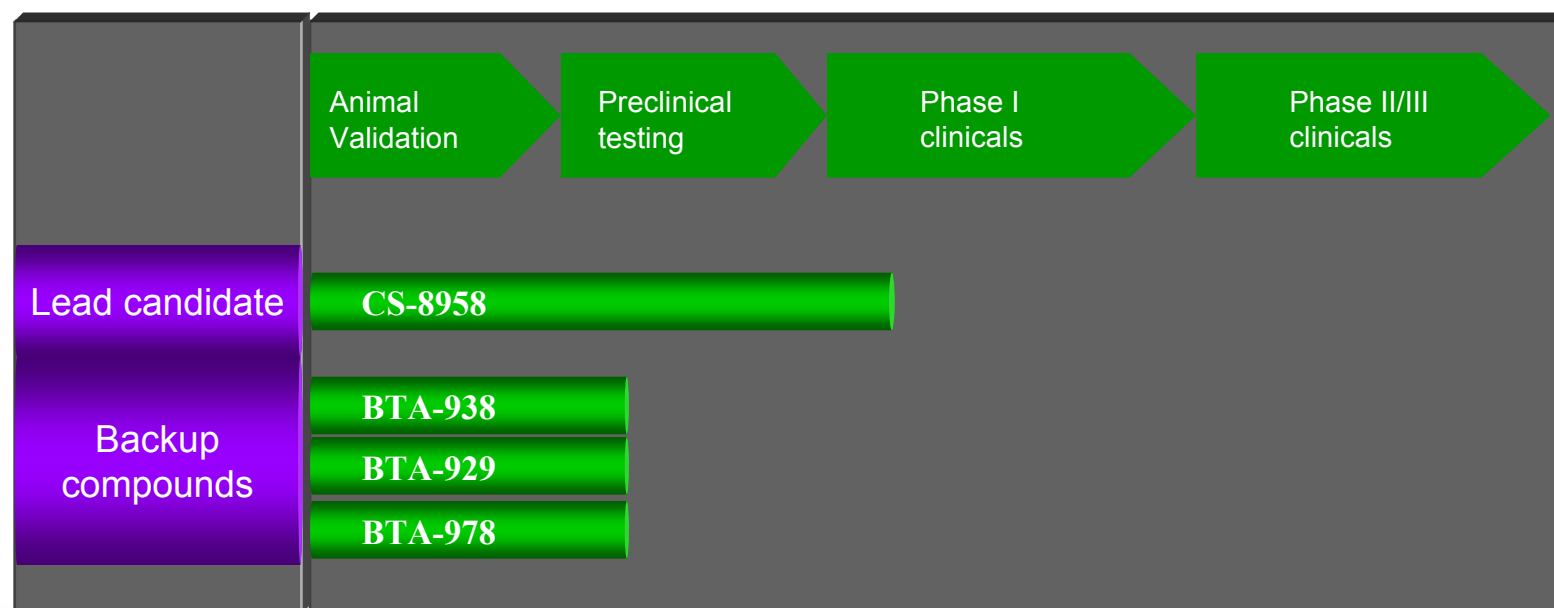 Animal
Validation
Preclinical
testing
Phase I
clinicals
Phase II/III
clinicals
Lead candidate
CS-8958
Backup
compounds
BTA-938
BTA-929
BTA-978